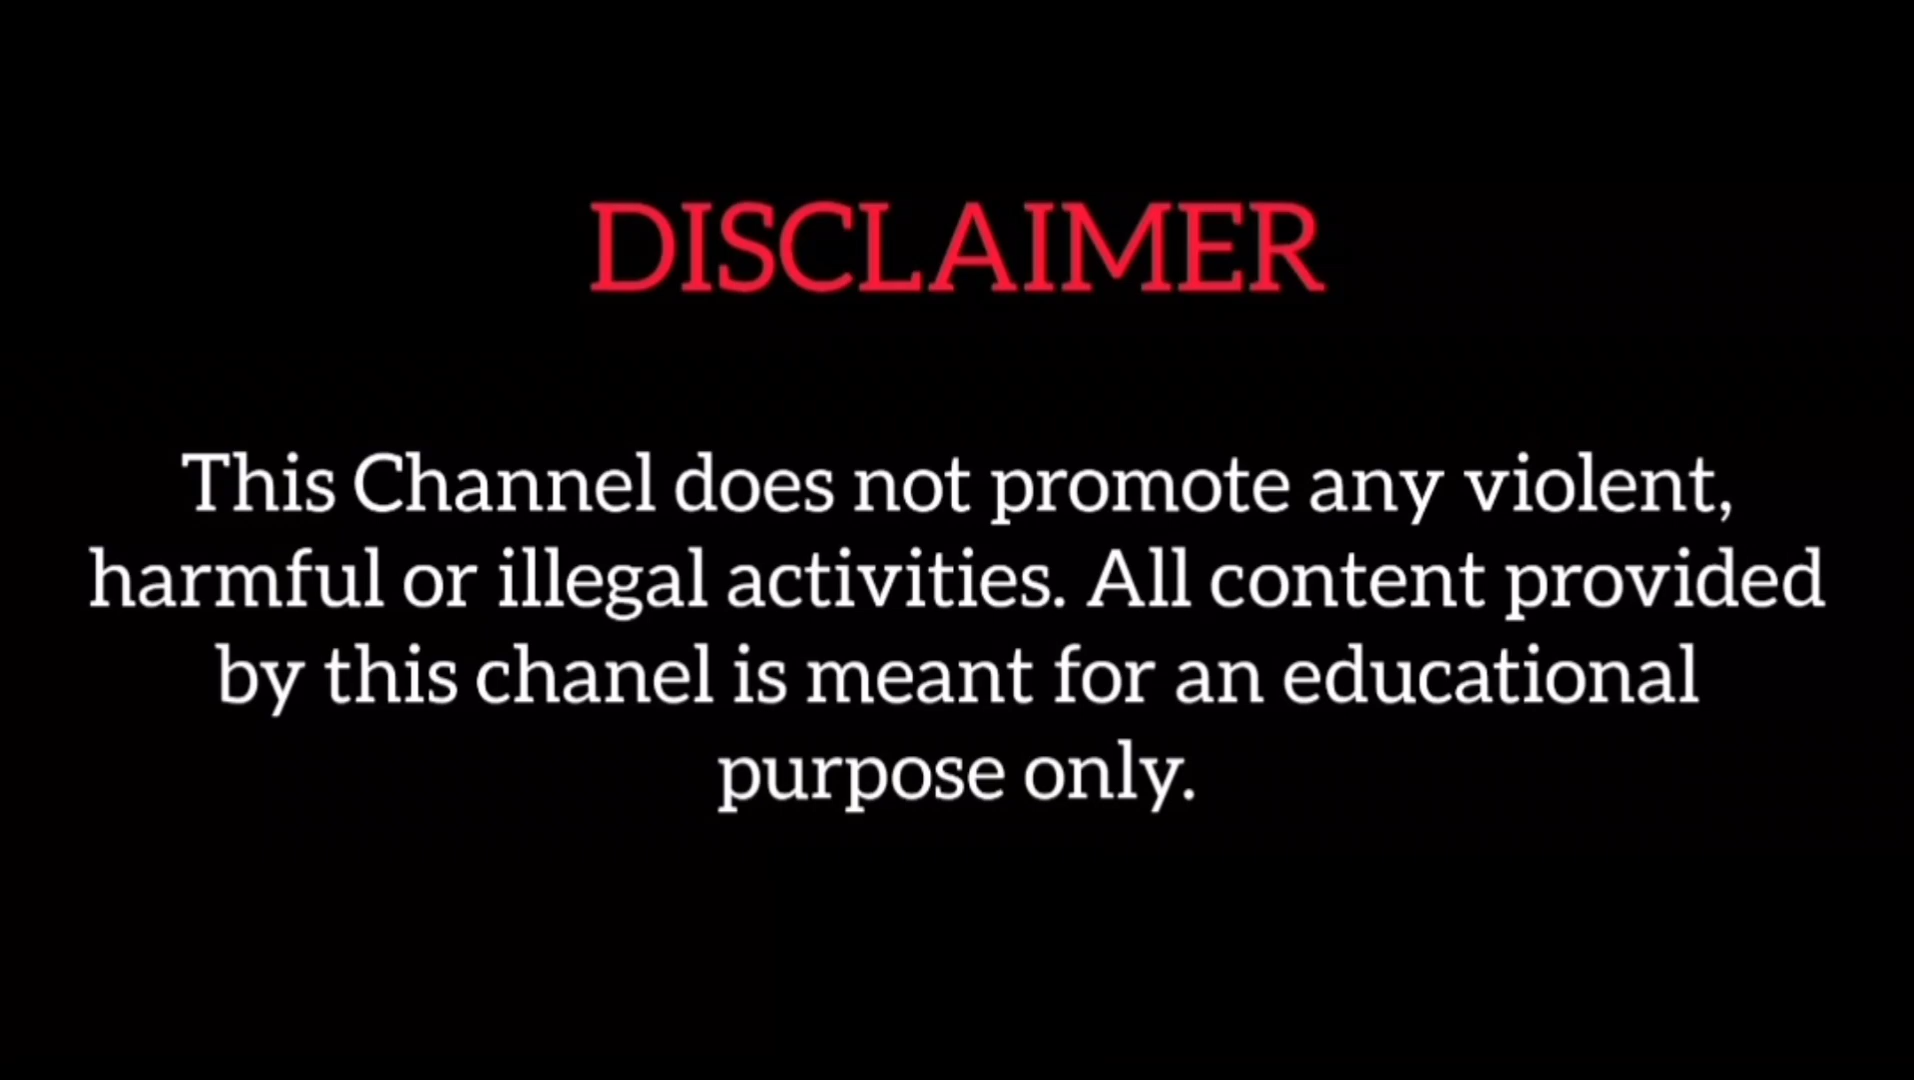 DISCLAIMER
This Channel does not promote any violent,
harmful or illegal activities. All content provided
by this chanel is meant for an educational
purpose only.